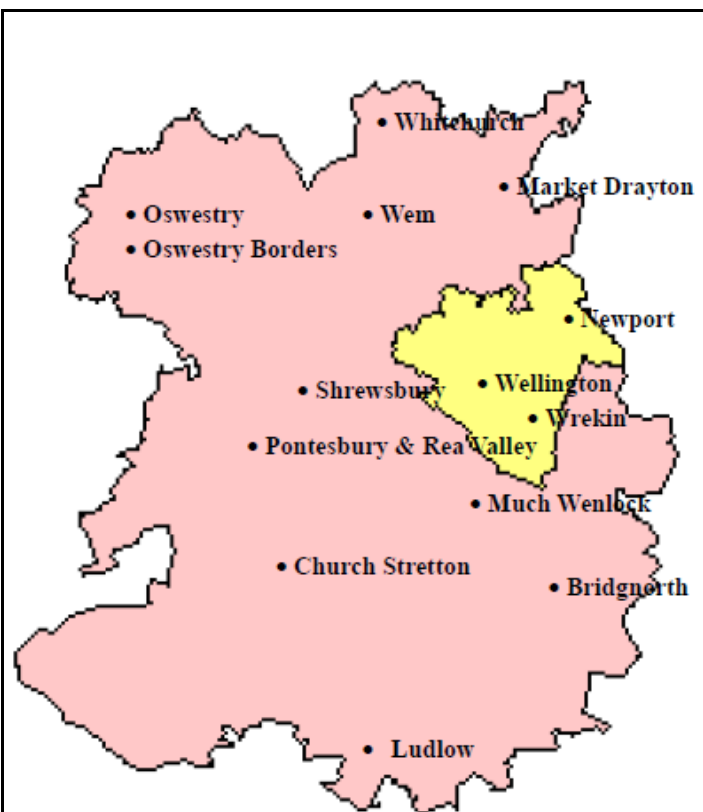 Whitchurch
Market Drayton
Oswestry
Wem
Oswestry Borders
Newport
Wellington
Shrewsbury
Wrekin
Pontesbury & Rea Valley
Much Wenlock
Church Stretton
Bridgnorth
Ludlow